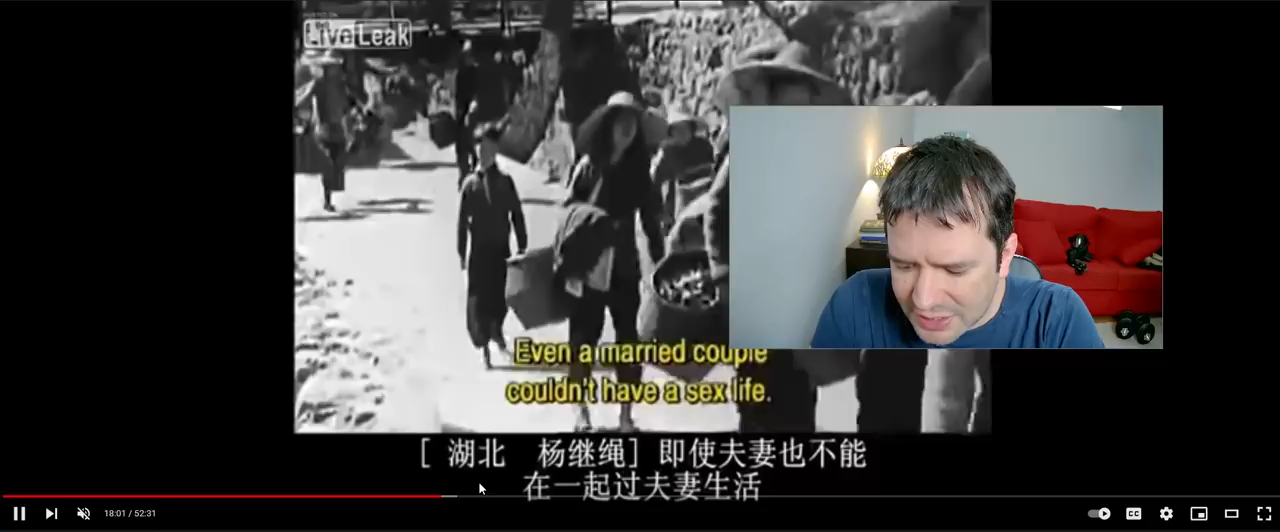 LiveLeak
Even a married couple
couldn't have a sex life.
[ 湖北 杨继绳] 即使夫妻也不能
在一起过夫妻生活
18:01 / 52:31
CC